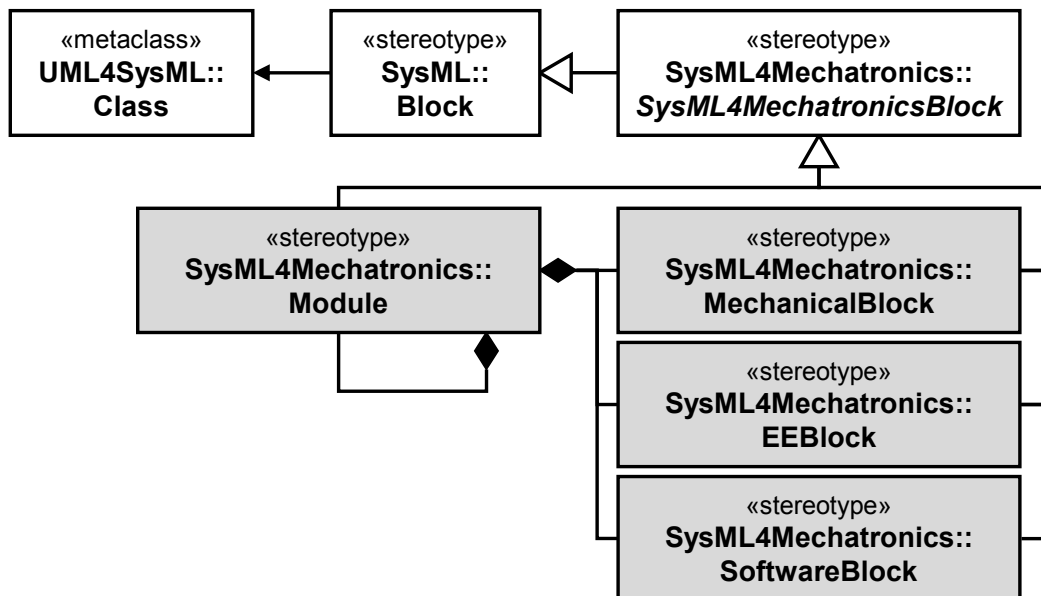 «metaclass»
UML4SysML::
Class
«stereotype»
SysML::
Block
«stereotype»
SysML4Mechatronics::
SysML4MechatronicsBlock
«stereotype»
SysML4Mechatronics::
Module
«stereotype»
SysML4Mechatronics::
MechanicalBlock
«stereotype»
SysML4Mechatronics::
EEBlock
«stereotype»
SysML4Mechatronics::
SoftwareBlock